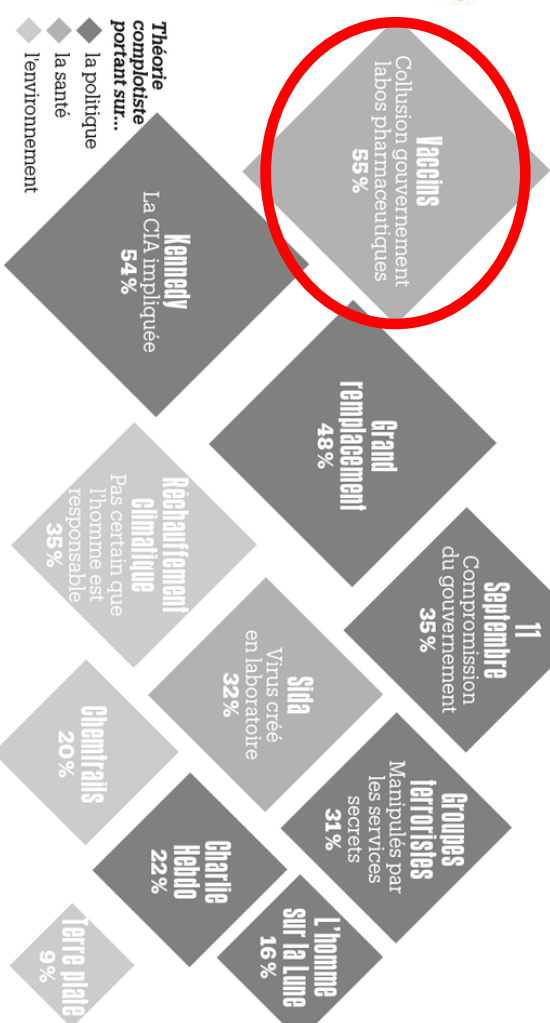 Théorie
complotiste
portant sur...
la politique
la santé
l'environnement
Vaccins
Collusion gouvernement
labos pharmaceutiques
55%
Kennedy
La CIA impliquée
54%
Grand
remplacement
48%
11
Septembre
Compromission
du gouvernement
35%
Réchauffement
climatique
Pas certain que
l'homme est
responsable
35%
Sida
Virus créé
en laboratoire
32%
Groupes
terroristes
Manipulés par
les services
secrets
31%
Charlie
Hebdo
22%
Chemtrails
20%
L'homme
sur la Lune
16%
Terre plate
9%